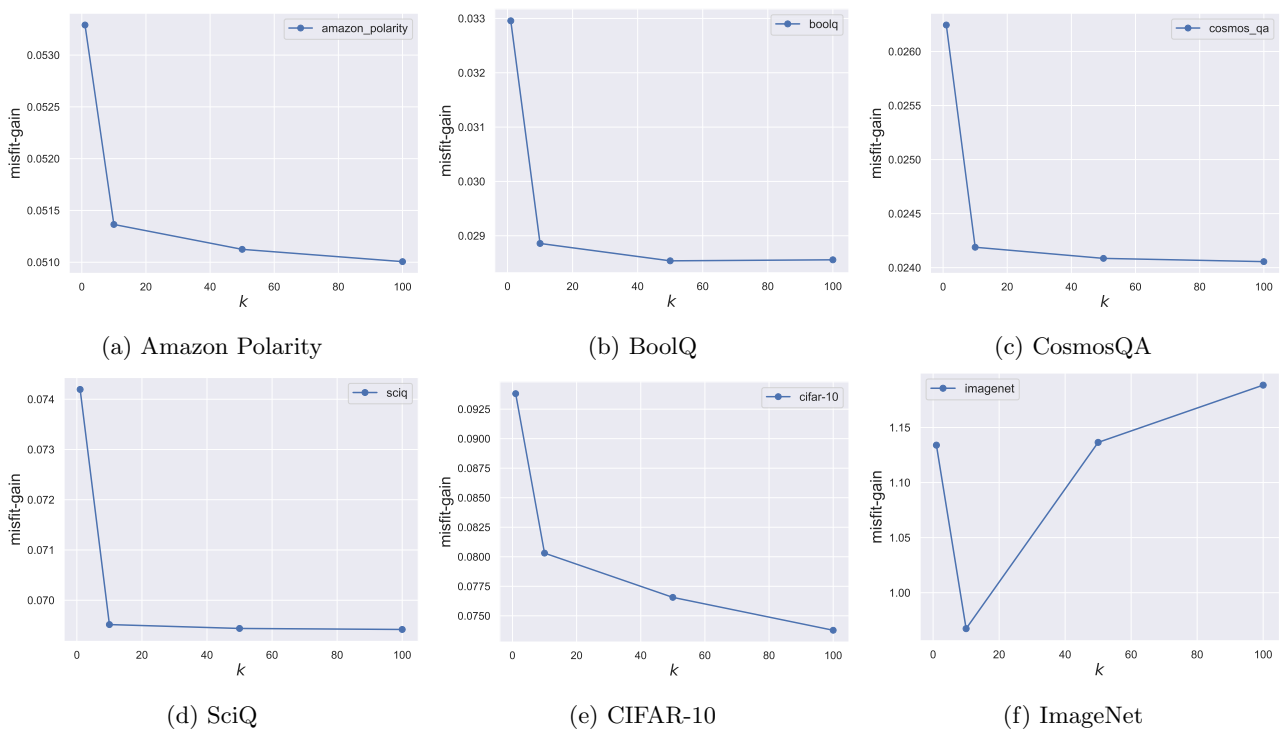 amazon_polarity
0.0530
0.0525
0.0520
0.0515
0.0510
misfit-gain
0 20 40 60 80 100
k
(a) Amazon Polarity
boolq
0.033
0.032
0.031
0.030
0.029
misfit-gain
0 20 40 60 80 100
k
(b) BoolQ
cosmos_qa
0.0260
0.0255
0.0250
0.0245
0.0240
misfit-gain
0 20 40 60 80 100
k
(c) CosmosQA
sciq
0.074
0.073
0.072
0.071
0.070
misfit-gain
0 20 40 60 80 100
k
(d) SciQ
cifar-10
0.0925
0.0900
0.0875
0.0850
0.0825
0.0800
0.0775
0.0750
misfit-gain
0 20 40 60 80 100
k
(e) CIFAR-10
imagenet
1.15
1.10
1.05
1.00
misfit-gain
0 20 40 60 80 100
k
(f) ImageNet